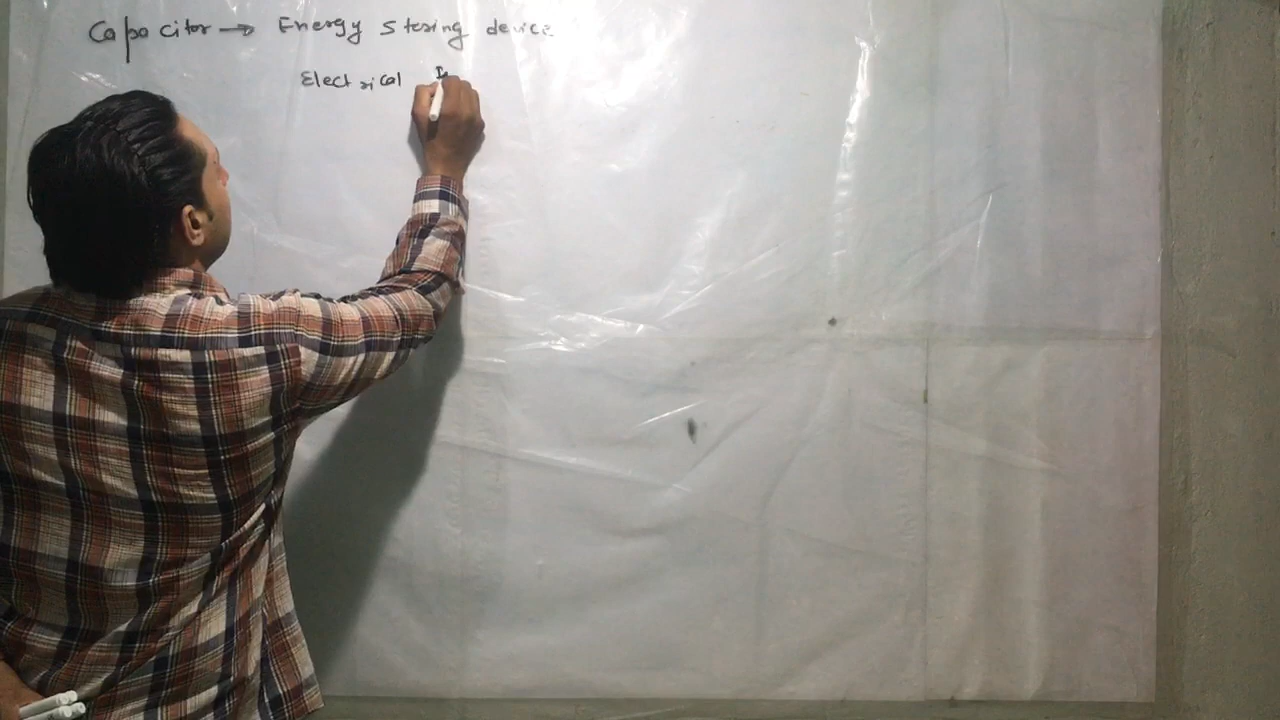 Capacitor → Energy Storing device
Electrical